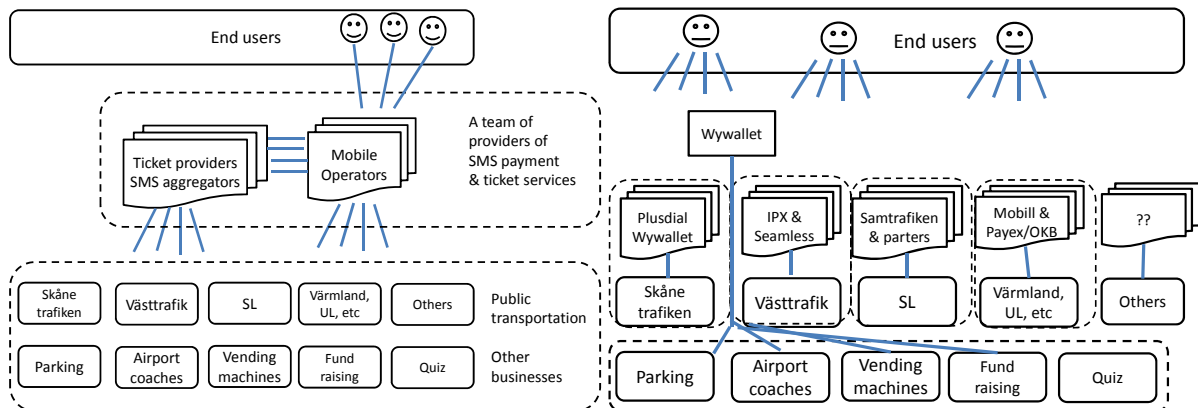 End users
A team of
providers of
SMS payment
& ticket services
Ticket providers
SMS aggregators
Mobile
Operators
Skåne
trafiken
Västtrafik
SL
Värmland,
UL, etc
Others
Public
transportation
Parking
Airport
coaches
Vending
machines
Fund
raising
Quiz
Other
businesses
End users
Wywallet
Plusdial
Wywallet
IPX &
Seamless
Samtrafiken
& parters
Mobill &
Payex/OKB
??
Skåne
trafiken
Västtrafik
SL
Värmland,
UL, etc
Others
Parking
Airport
coaches
Vending
machines
Fund
raising
Quiz